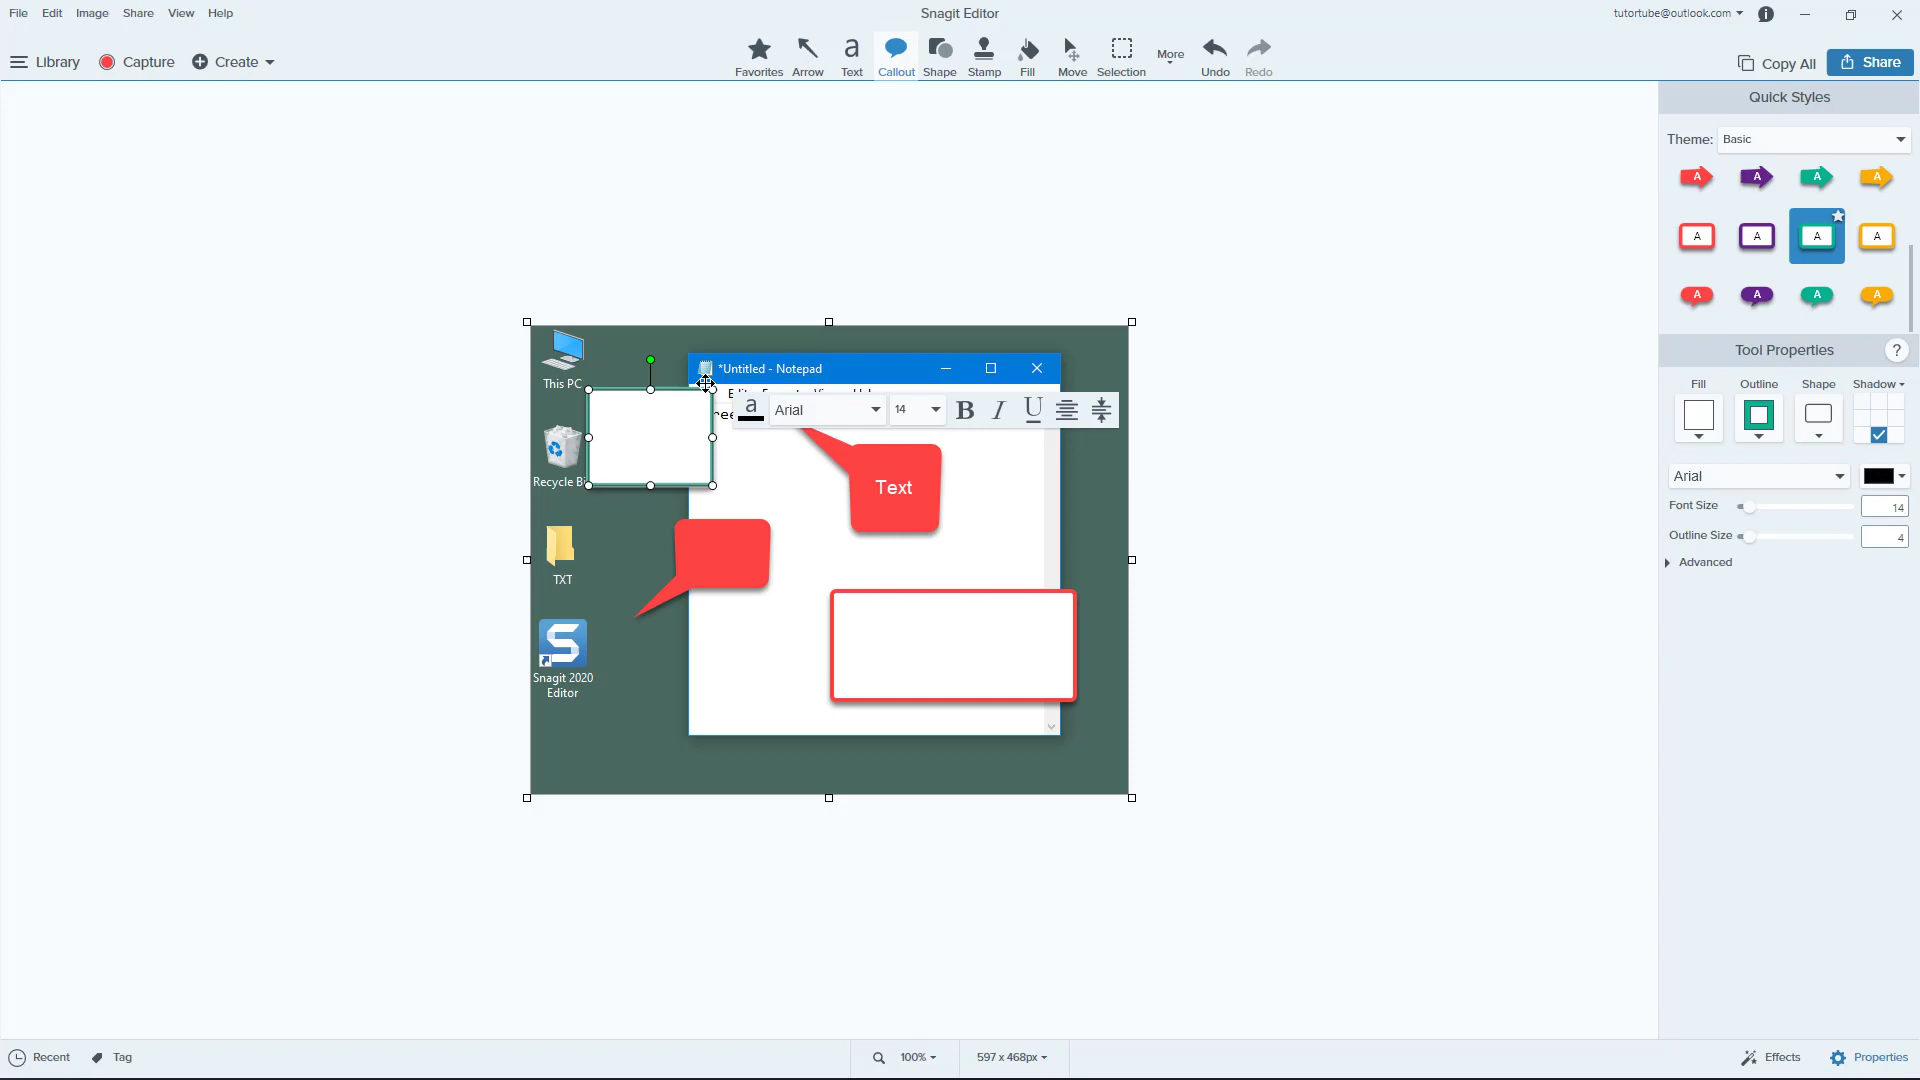 File Edit Image Share View Help
Snagit Editor
tutortube@outlook.com
Library Capture Create
Favorites Arrow Text Callout Shape Stamp Fill Move Selection More Undo Redo
Copy All Share
Quick Styles
Theme: Basic
A A A A
A A A A
A A A A
Tool Properties ?
Fill Outline Shape Shadow
Arial
Font Size 14
Outline Size 4
Advanced
This PC
*Untitled - Notepad
a Arial 14 B I U
Recycle
Text
TXT
Snagit 2020
Editor
Recent Tag
100% 597 x 468px
Effects Properties